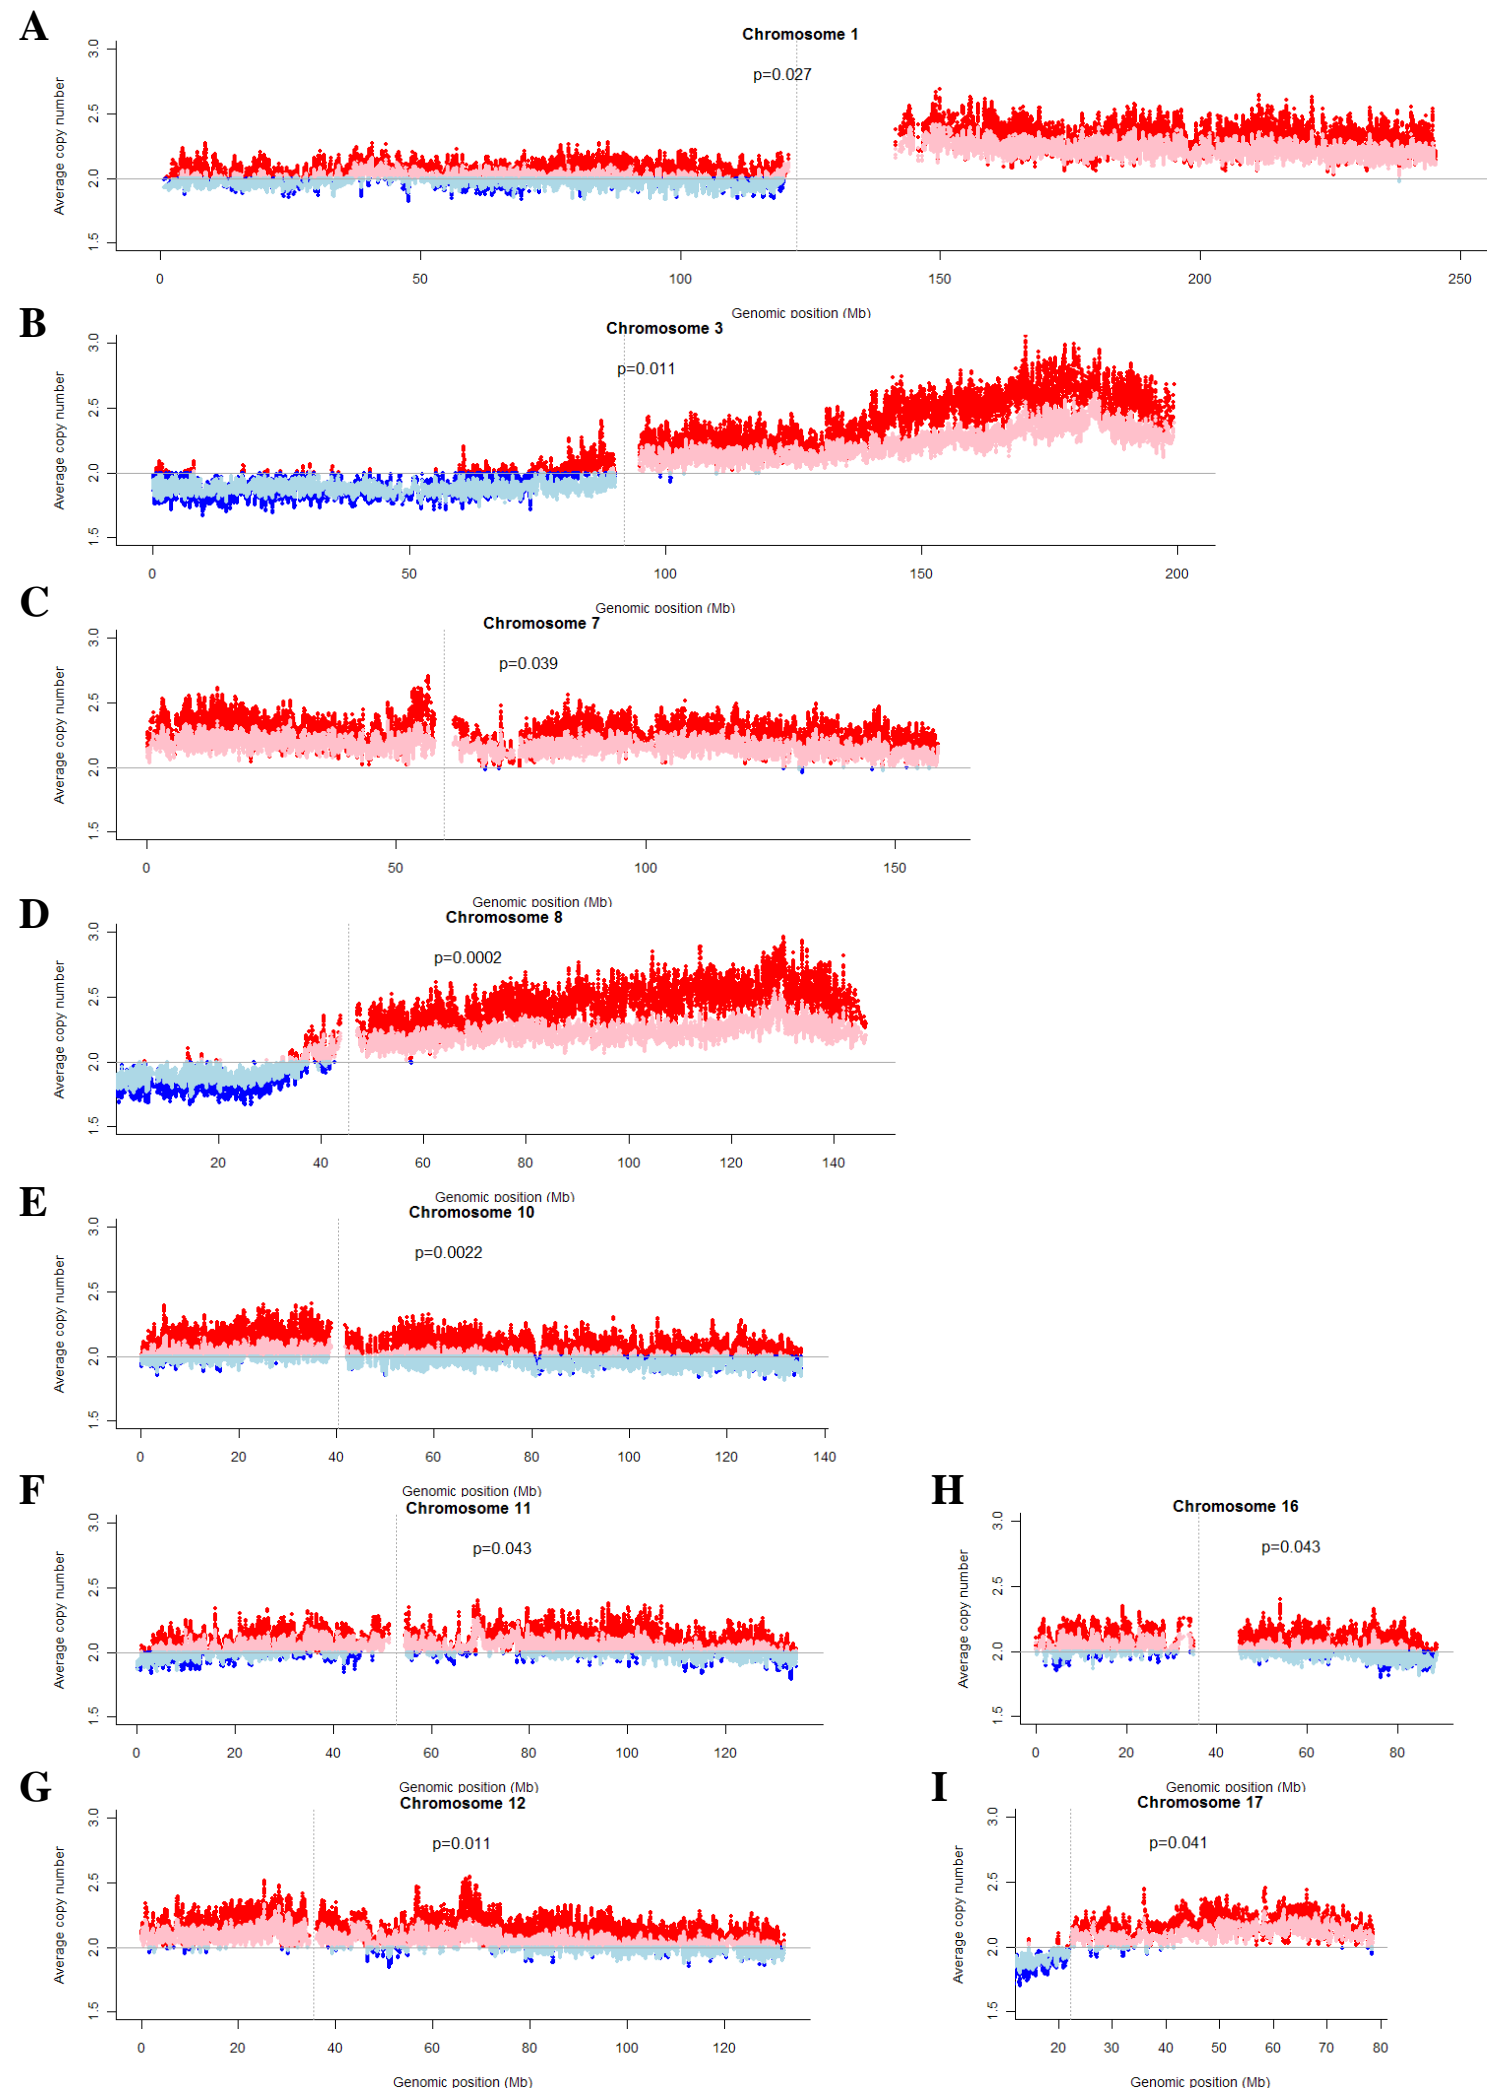 A
Chromosome 1
p=0.027
Average copy number
1.5 2.0 2.5 3.0
0 50 100 150 200 250
Genomic position (Mb)
B
Chromosome 3
p=0.011
Average copy number
1.5 2.0 2.5 3.0
0 50 100 150 200
Genomic position (Mb)
C
Chromosome 7
p=0.039
Average copy number
1.5 2.0 2.5 3.0
0 50 100 150
Genomic position (Mb)
D
Chromosome 8
p=0.0002
Average copy number
1.5 2.0 2.5 3.0
20 40 60 80 100 120 140
Genomic position (Mb)
E
Chromosome 10
p=0.0022
Average copy number
1.5 2.0 2.5 3.0
0 20 40 60 80 100 120 140
Genomic position (Mb)
F
Chromosome 11
p=0.043
Average copy number
1.5 2.0 2.5 3.0
0 20 40 60 80 100 120
Genomic position (Mb)
H
Chromosome 16
p=0.043
Average copy number
1.5 2.0 2.5 3.0
0 20 40 60 80
Genomic position (Mb)
G
Chromosome 12
p=0.011
Average copy number
1.5 2.0 2.5 3.0
0 20 40 60 80 100 120
Genomic position (Mb)
I
Chromosome 17
p=0.041
Average copy number
1.5 2.0 2.5 3.0
20 30 40 50 60 70 80
Genomic position (Mb)